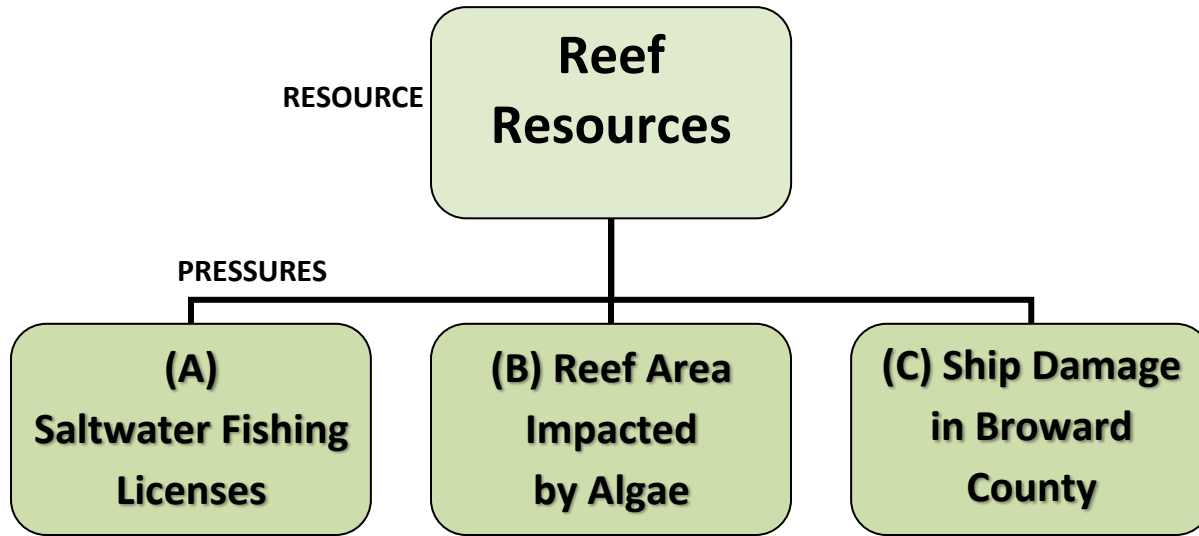 Reef
Resources
RESOURCE
PRESSURES
(A)
Saltwater Fishing
Licenses
(B) Reef Area
Impacted
by Algae
(C) Ship Damage
in Broward
County